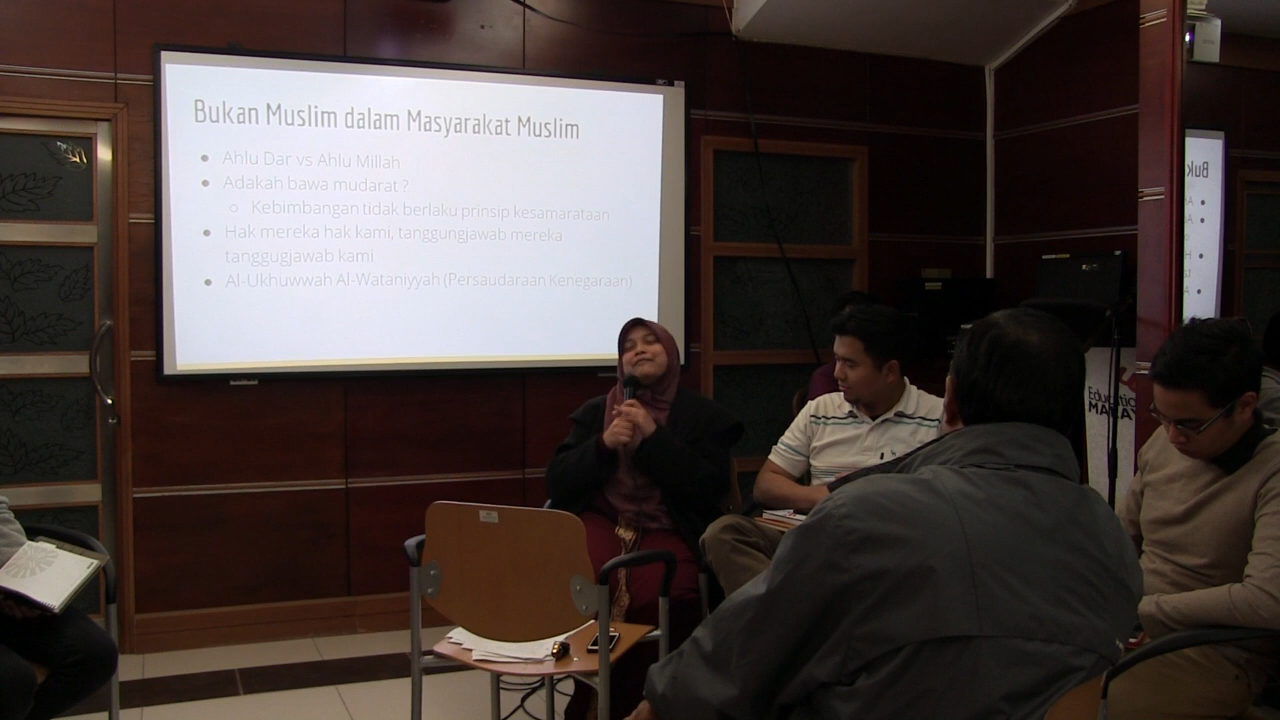 Bukan Muslim dalam Masyarakat Muslim
● Ahlu Dar vs Ahlu Millah
● Adakah bawa mudarat ?
○ Kebimbangan tidak berlaku prinsip kesamarataan
● Hak mereka hak kami, tanggungjawab mereka
tanggugjawab kami
● Al-Ukhuwwah Al-Wataniyyah (Persaudaraan Kenegaraan)